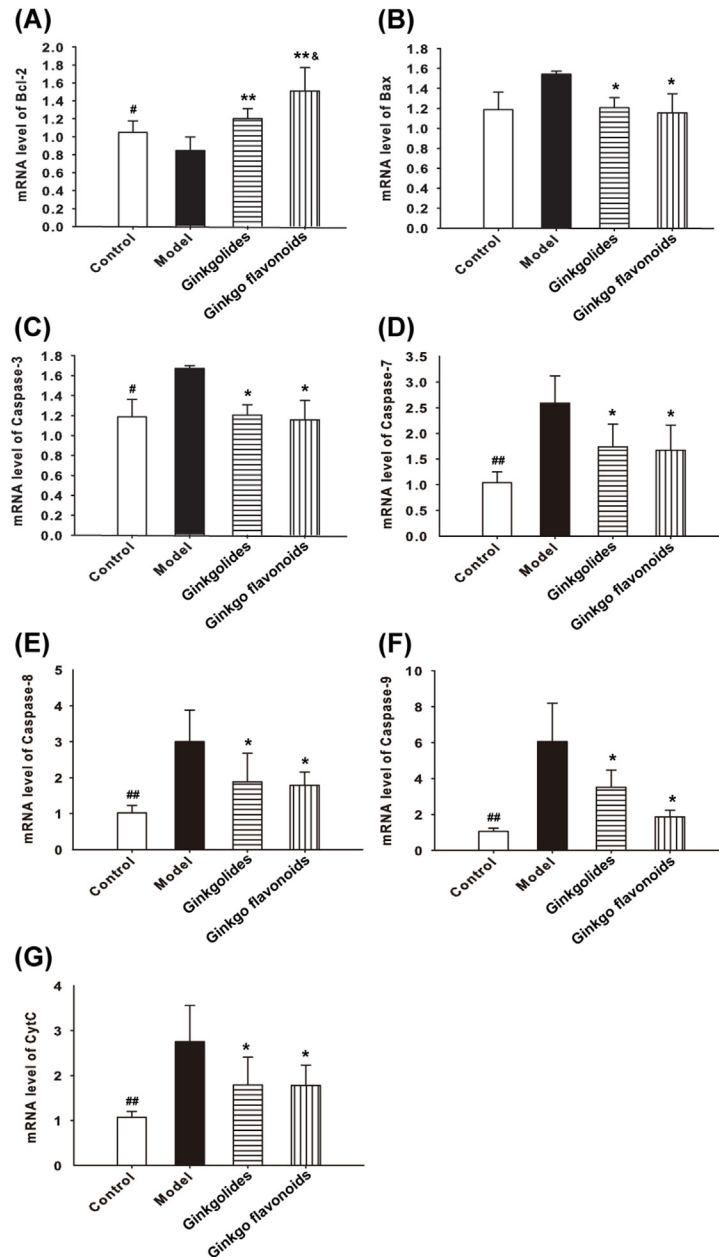 (A)
mRNA level of Bcl-2
2.0
1.8
1.6
1.4
1.2
1.0
0.8
0.6
0.4
0.2
0.0
#
**
**&
Control
Model
Ginkgolides
Ginkgo flavonoids
(B)
mRNA level of Bax
1.8
1.6
1.4
1.2
1.0
0.8
0.6
0.4
0.2
0.0
*
*
Control
Model
Ginkgolides
Ginkgo flavonoids
(C)
mRNA level of Caspase-3
1.8
1.6
1.4
1.2
1.0
0.8
0.6
0.4
0.2
0.0
#
*
*
Control
Model
Ginkgolides
Ginkgo flavonoids
(D)
mRNA level of Caspase-7
3.5
3.0
2.5
2.0
1.5
1.0
0.5
0.0
##
*
*
Control
Model
Ginkgolides
Ginkgo flavonoids
(E)
mRNA level of Caspase-8
5
4
3
2
1
0
##
*
*
Control
Model
Ginkgolides
Ginkgo flavonoids
(F)
mRNA level of Caspase-9
10
8
6
4
2
0
##
*
*
Control
Model
Ginkgolides
Ginkgo flavonoids
(G)
mRNA level of CytC
4
3
2
1
0
##
*
*
Control
Model
Ginkgolides
Ginkgo flavonoids